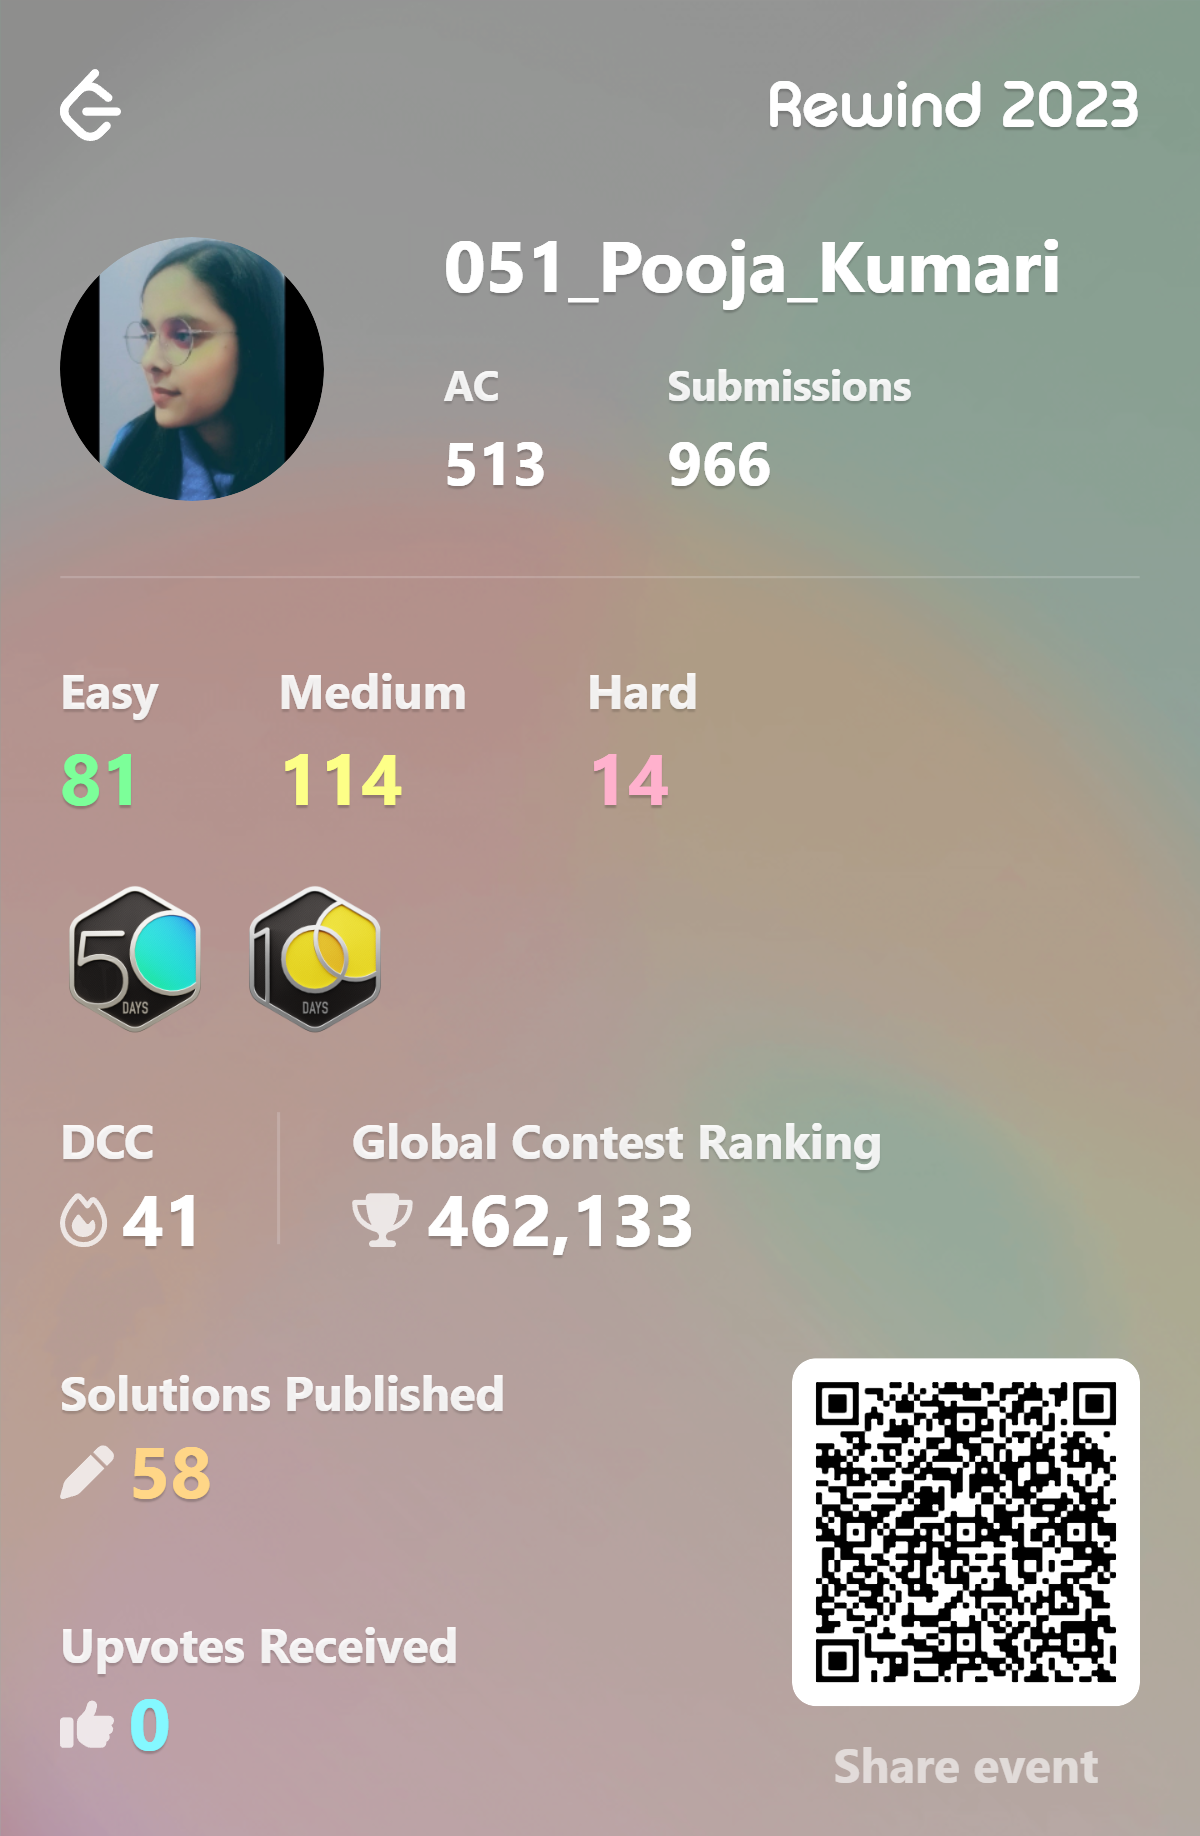 Rewind 2023
051_Pooja_Kumari
AC Submissions
513 966
Easy Medium Hard
81 114 14
50 100
DAYS DAYS
DCC Global Contest Ranking
41 462,133
Solutions Published
58
Upvotes Received
0
Share event